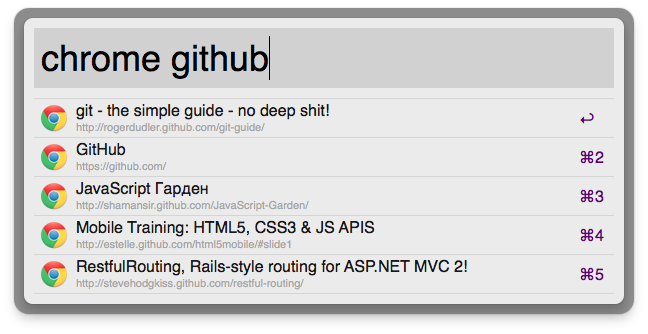 chrome github
git - the simple guide - no deep shit!
↩
http://rogerdudler.github.com/git-guide/
GitHub
⌘2
https://github.com/
JavaScript Гарден
⌘3
http://shamansir.github.com/JavaScript-Garden/
Mobile Training: HTML5, CSS3 & JS APIS
⌘4
http://estelle.github.com/html5mobile/#slide1
RestfulRouting, Rails-style routing for ASP.NET MVC 2!
⌘5
http://stevehodgkiss.github.com/restful-routing/